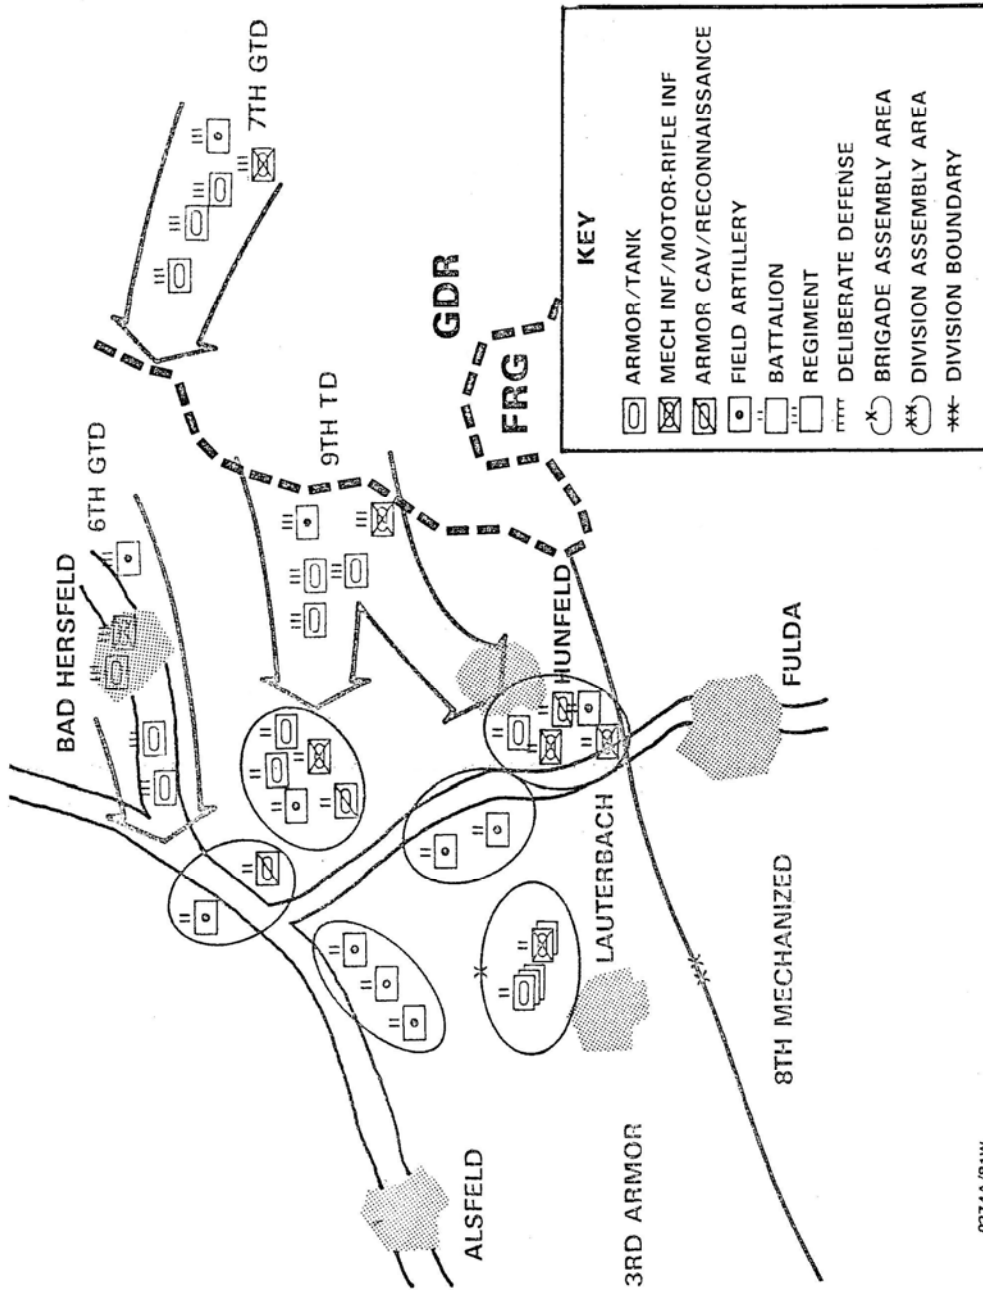 BAD HERSFELD
6TH GTD
7TH GTD
9TH TD
GDR
FRG
HUNFELD
FULDA
LAUTERBACH
ALSFELD
3RD ARMOR
8TH MECHANIZED
KEY
ARMOR/TANK
MECH INF/MOTOR-RIFLE INF
ARMOR CAV/RECONNAISSANCE
FIELD ARTILLERY
BATTALION
REGIMENT
DELIBERATE DEFENSE
BRIGADE ASSEMBLY AREA
DIVISION ASSEMBLY AREA
DIVISION BOUNDARY